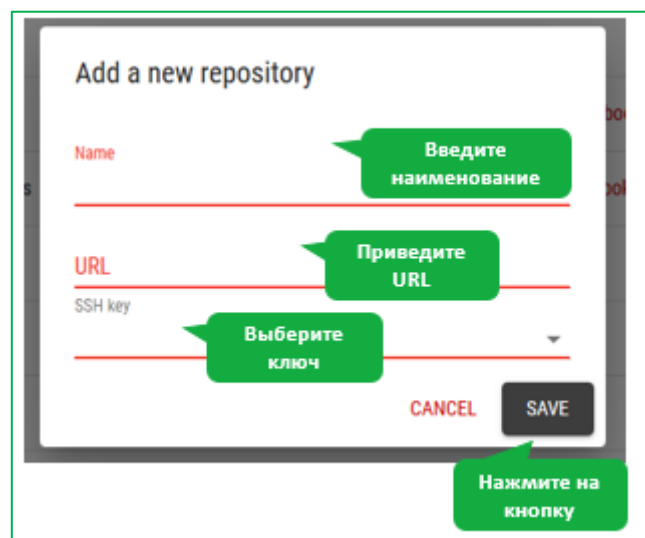 Add a new repository
Name
Введите
наименование
URL
Приведите
URL
SSH key
Выберите
ключ
CANCEL
SAVE
Нажмите на
кнопку